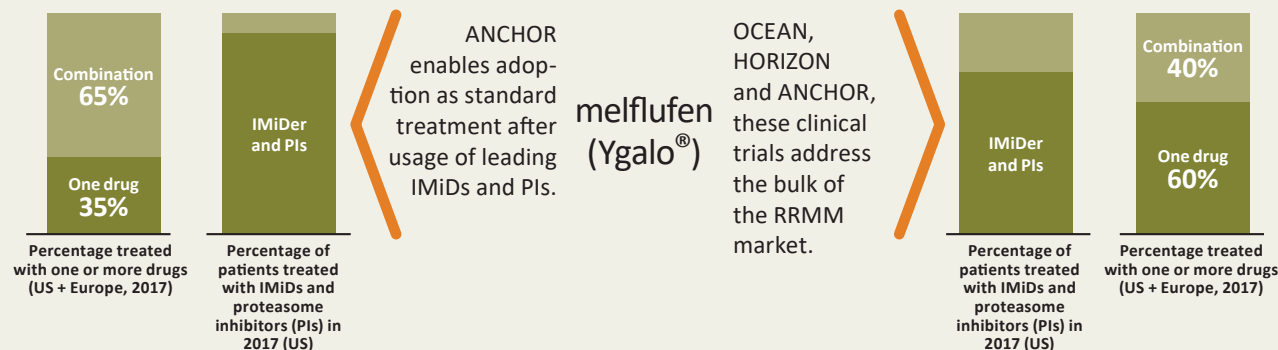 Combination
65%
One drug
35%
Percentage treated
with one or more drugs
(US + Europe, 2017)
IMiDer
and PIs
Percentage of
patients treated
with IMiDs and
proteasome
inhibitors (PIs) in
2017 (US)
ANCHOR
enables adop-
tion as standard
treatment after
usage of leading
IMiDs and PIs.
melflufen
(Ygalo®)
OCEAN,
HORIZON
and ANCHOR,
these clinical
trials address
the bulk of
the RRMM
market.
IMiDer
and PIs
Percentage of
patients treated
with IMiDs and
proteasome
inhibitors (PIs) in
2017 (US)
Combination
40%
One drug
60%
Percentage treated
with one or more drugs
(US + Europe, 2017)